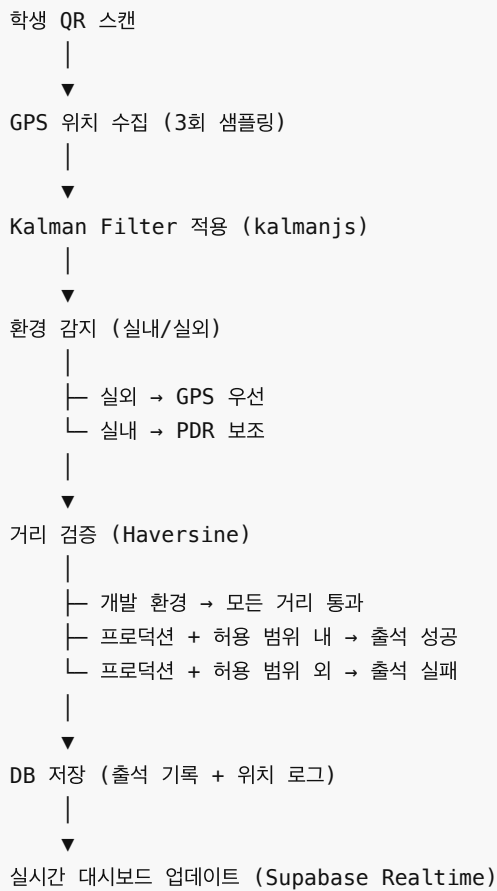 학생 QR 스캔
│
▼
GPS 위치 수집 (3회 샘플링)
│
▼
Kalman Filter 적용 (kalmanjs)
│
▼
환경 감지 (실내/실외)
│
├─ 실외 → GPS 우선
└─ 실내 → PDR 보조
│
▼
거리 검증 (Haversine)
│
├─ 개발 환경 → 모든 거리 통과
├─ 프로덕션 + 허용 범위 내 → 출석 성공
└─ 프로덕션 + 허용 범위 외 → 출석 실패
│
▼
DB 저장 (출석 기록 + 위치 로그)
│
▼
실시간 대시보드 업데이트 (Supabase Realtime)